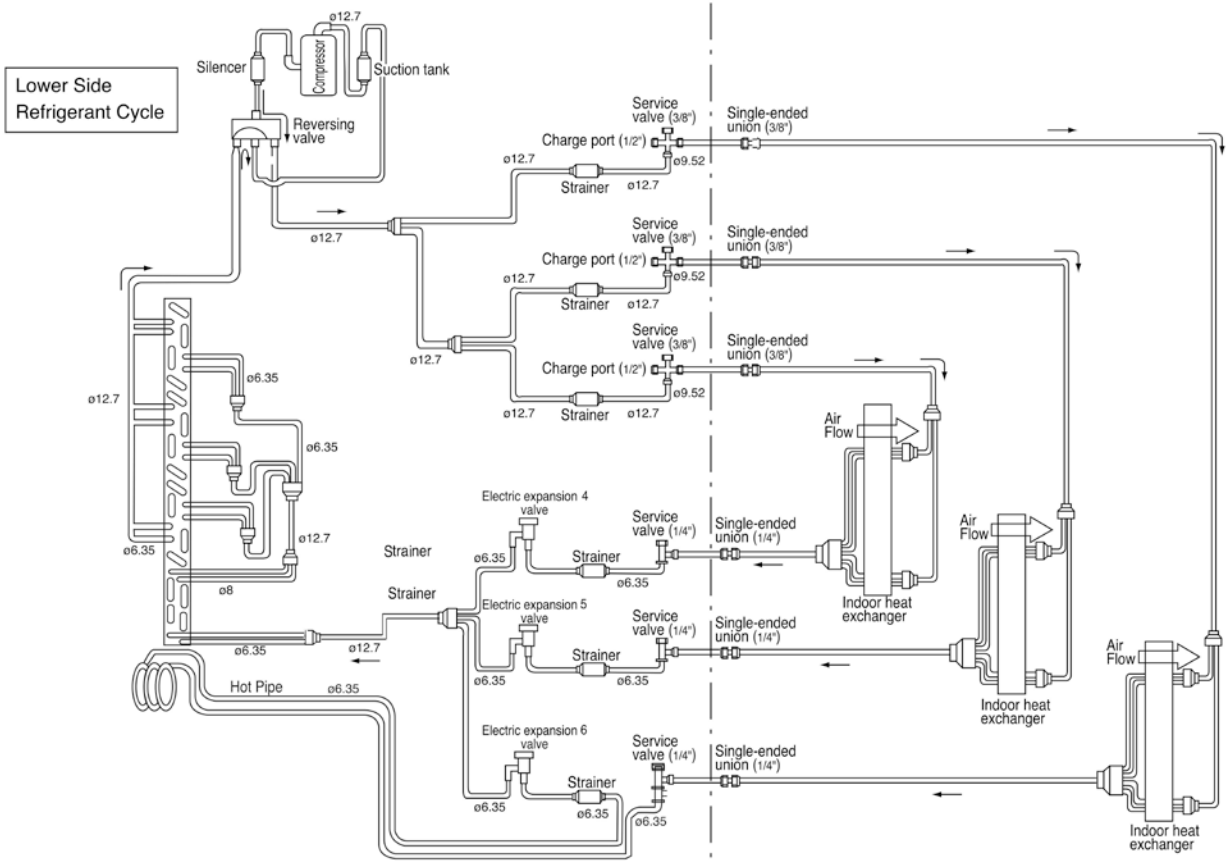 ø12.7
Compressor
Silencer
Suction tank
Lower Side
Refrigerant Cycle
Reversing
valve
Service
valve (3/8")
Single-ended
union (3/8")
Charge port (1/2")
ø12.7
ø9.52
Strainer
ø12.7
ø12.7
Service
valve (3/8")
Single-ended
union (3/8")
Charge port (1/2")
ø12.7
ø9.52
Strainer
ø12.7
Service
valve (3/8")
Single-ended
union (3/8")
ø12.7
Charge port (1/2")
ø9.52
ø12.7
Strainer
ø12.7
ø6.35
ø12.7
ø6.35
Air
Flow
Electric expansion 4
valve
Service
valve (1/4")
Single-ended
union (1/4")
Air
Flow
ø12.7
ø6.35
Strainer
ø6.35
Strainer
ø6.35
ø8
Strainer
Indoor heat
exchanger
Electric expansion 5
valve
Service
valve (1/4")
Single-ended
union (1/4")
ø6.35
ø12.7
Strainer
ø6.35
ø6.35
Air
Flow
Hot Pipe
ø6.35
Indoor heat
exchanger
Electric expansion 6
valve
Service
valve (1/4")
Single-ended
union (1/4")
Strainer
ø6.35
ø6.35
ø6.35
Indoor heat
exchanger